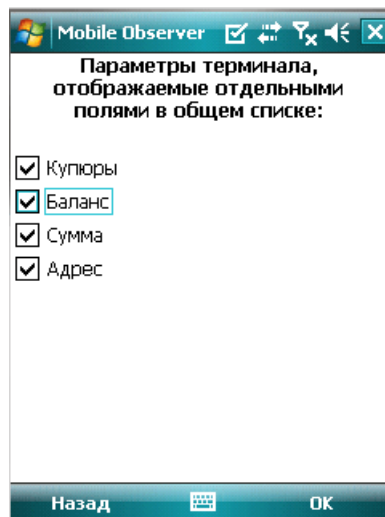 Mobile Observer
Параметры терминала,
отображаемые отдельными
полями в общем списке:
Купюры
Баланс
Сумма
Адрес
Назад
OK